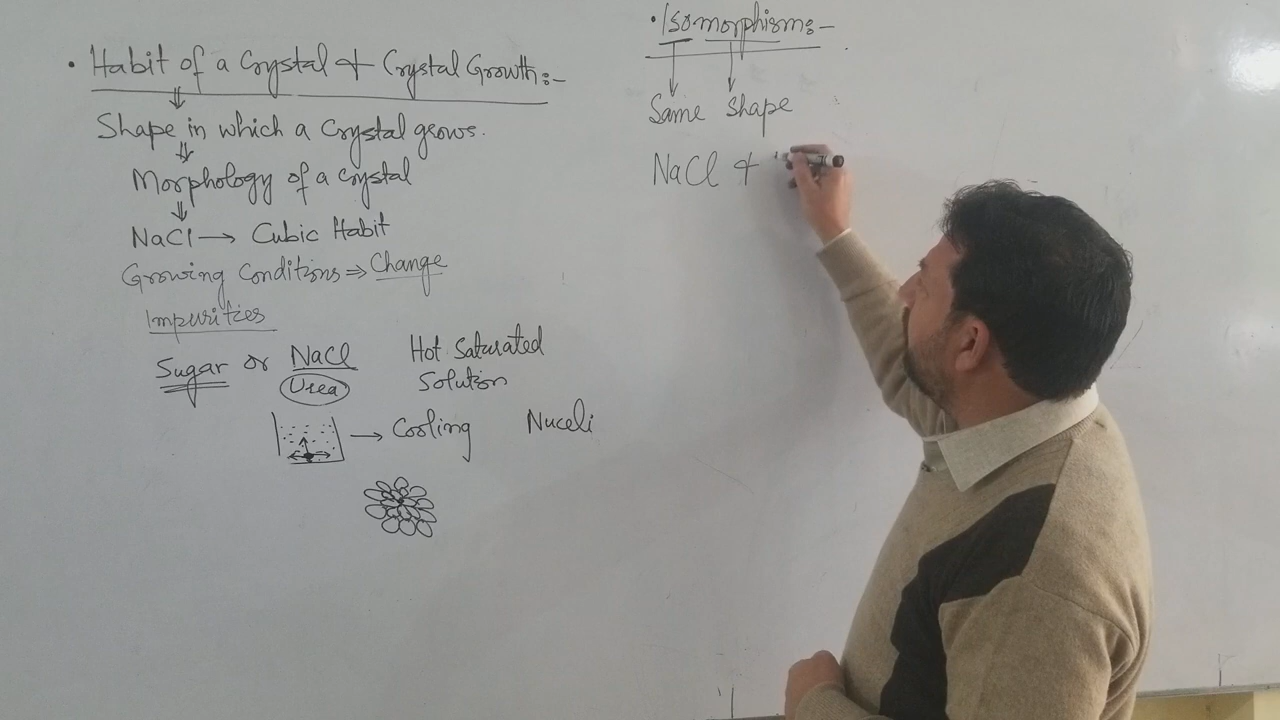 • Habit of a Crystal & Crystal Growth:-
⇓
Shape in which a Crystal grows.
⇓
Morphology of a Crystal
⇓
NaCl → Cubic Habit
Growing Conditions ⇒ Change
Impurities
Sugar or NaCl
Urea
Hot Saturated
Solution
→ Cooling Nuceli
• Isomorphism:-
Same Shape
NaCl &